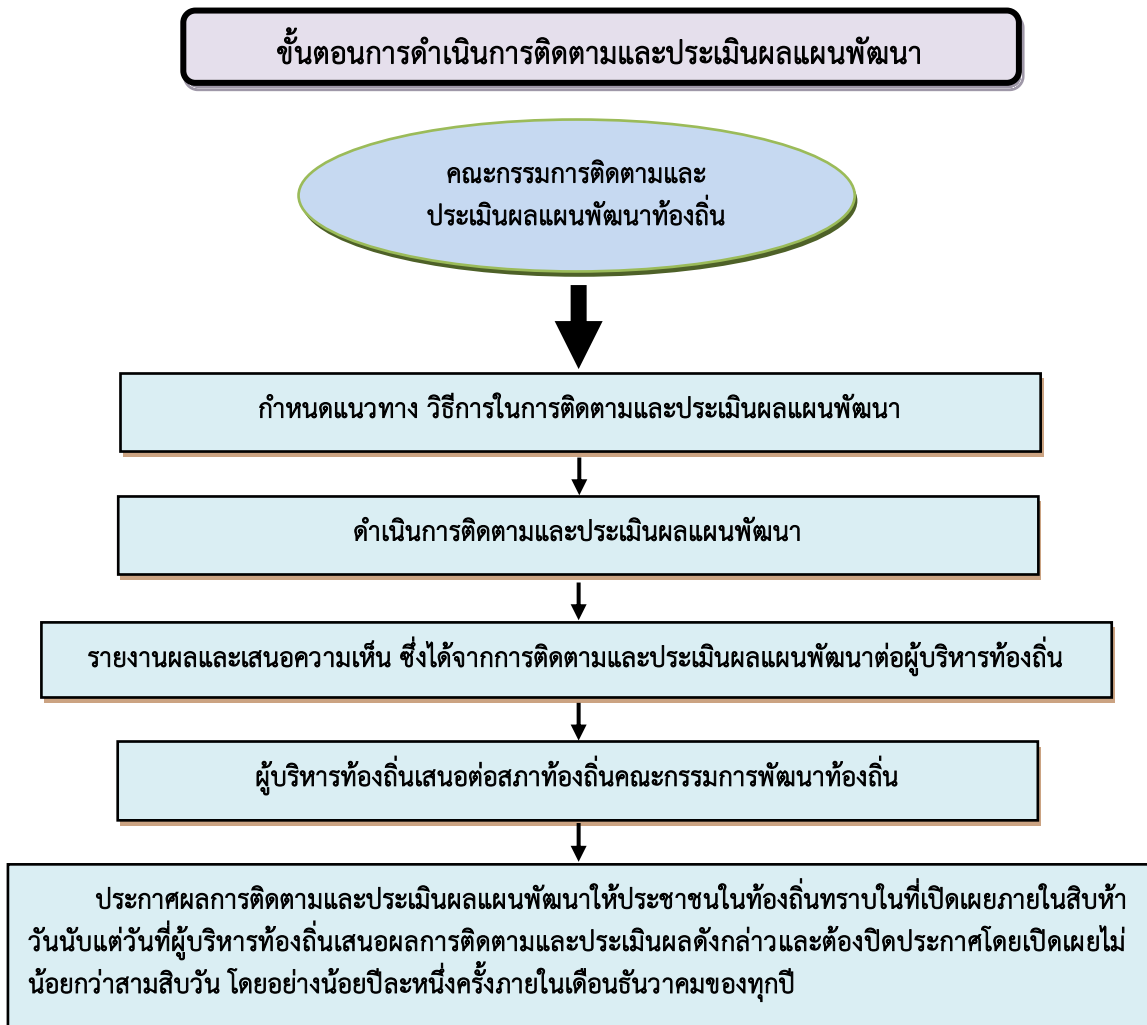 ขั้นตอนการดำเนินการติดตามและประเมินผลแผนพัฒนา
คณะกรรมการติดตามและ
ประเมินผลแผนพัฒนาท้องถิ่น
กำหนดแนวทาง วิธีการในการติดตามและประเมินผลแผนพัฒนา
ดำเนินการติดตามและประเมินผลแผนพัฒนา
รายงานผลและเสนอความเห็น ซึ่งได้จากการติดตามและประเมินผลแผนพัฒนาต่อผู้บริหารท้องถิ่น
ผู้บริหารท้องถิ่นเสนอต่อสภาท้องถิ่นคณะกรรมการพัฒนาท้องถิ่น
ประกาศผลการติดตามและประเมินผลแผนพัฒนาให้ประชาชนในท้องถิ่นทราบในที่เปิดเผยภายในสิบห้า
วันนับแต่วันที่ผู้บริหารท้องถิ่นเสนอผลการติดตามและประเมินผลดังกล่าวและต้องปิดประกาศโดยเปิดเผยไม่
น้อยกว่าสามสิบวัน โดยอย่างน้อยปีละหนึ่งครั้งภายในเดือนธันวาคมของทุกปี